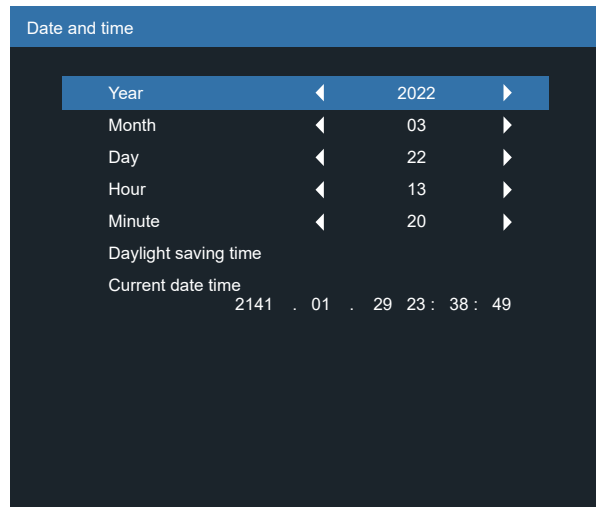 Date and time
Year 2022
Month 03
Day 22
Hour 13
Minute 20
Daylight saving time
Current date time
2141 . 01 . 29 23 : 38 : 49